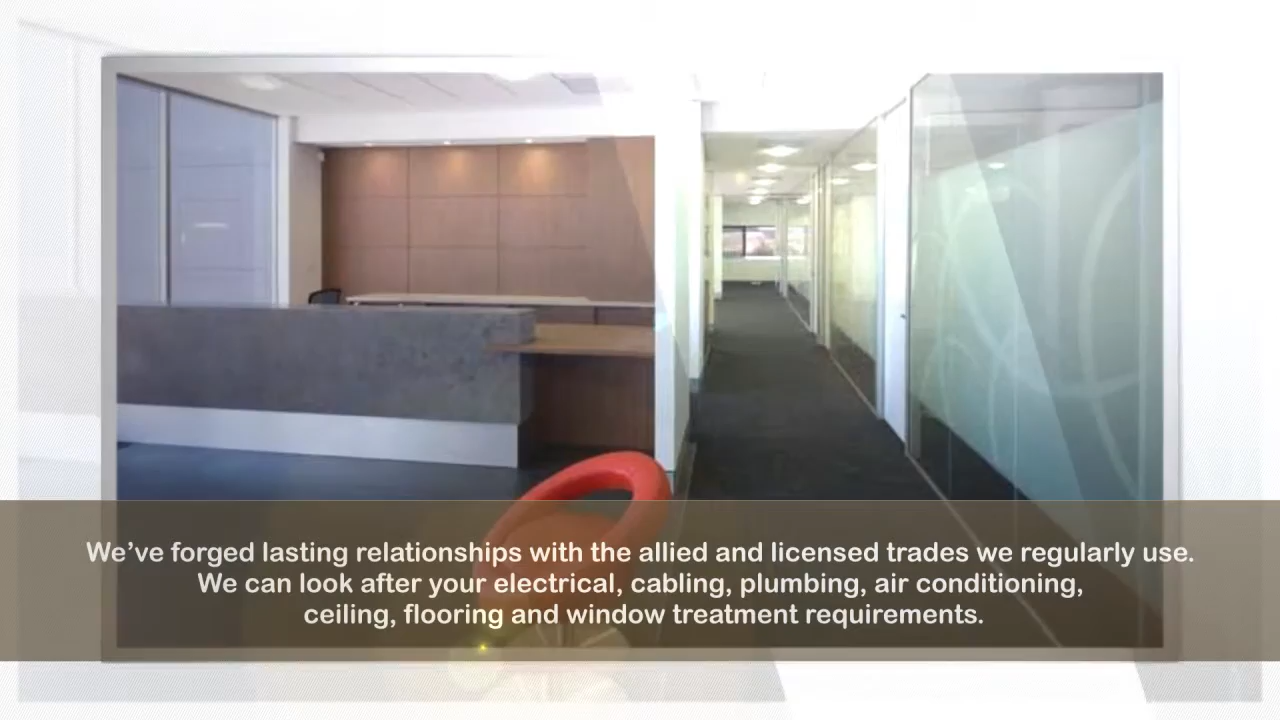 We’ve forged lasting relationships with the allied and licensed trades we regularly use.
We can look after your electrical, cabling, plumbing, air conditioning,
ceiling, flooring and window treatment requirements.